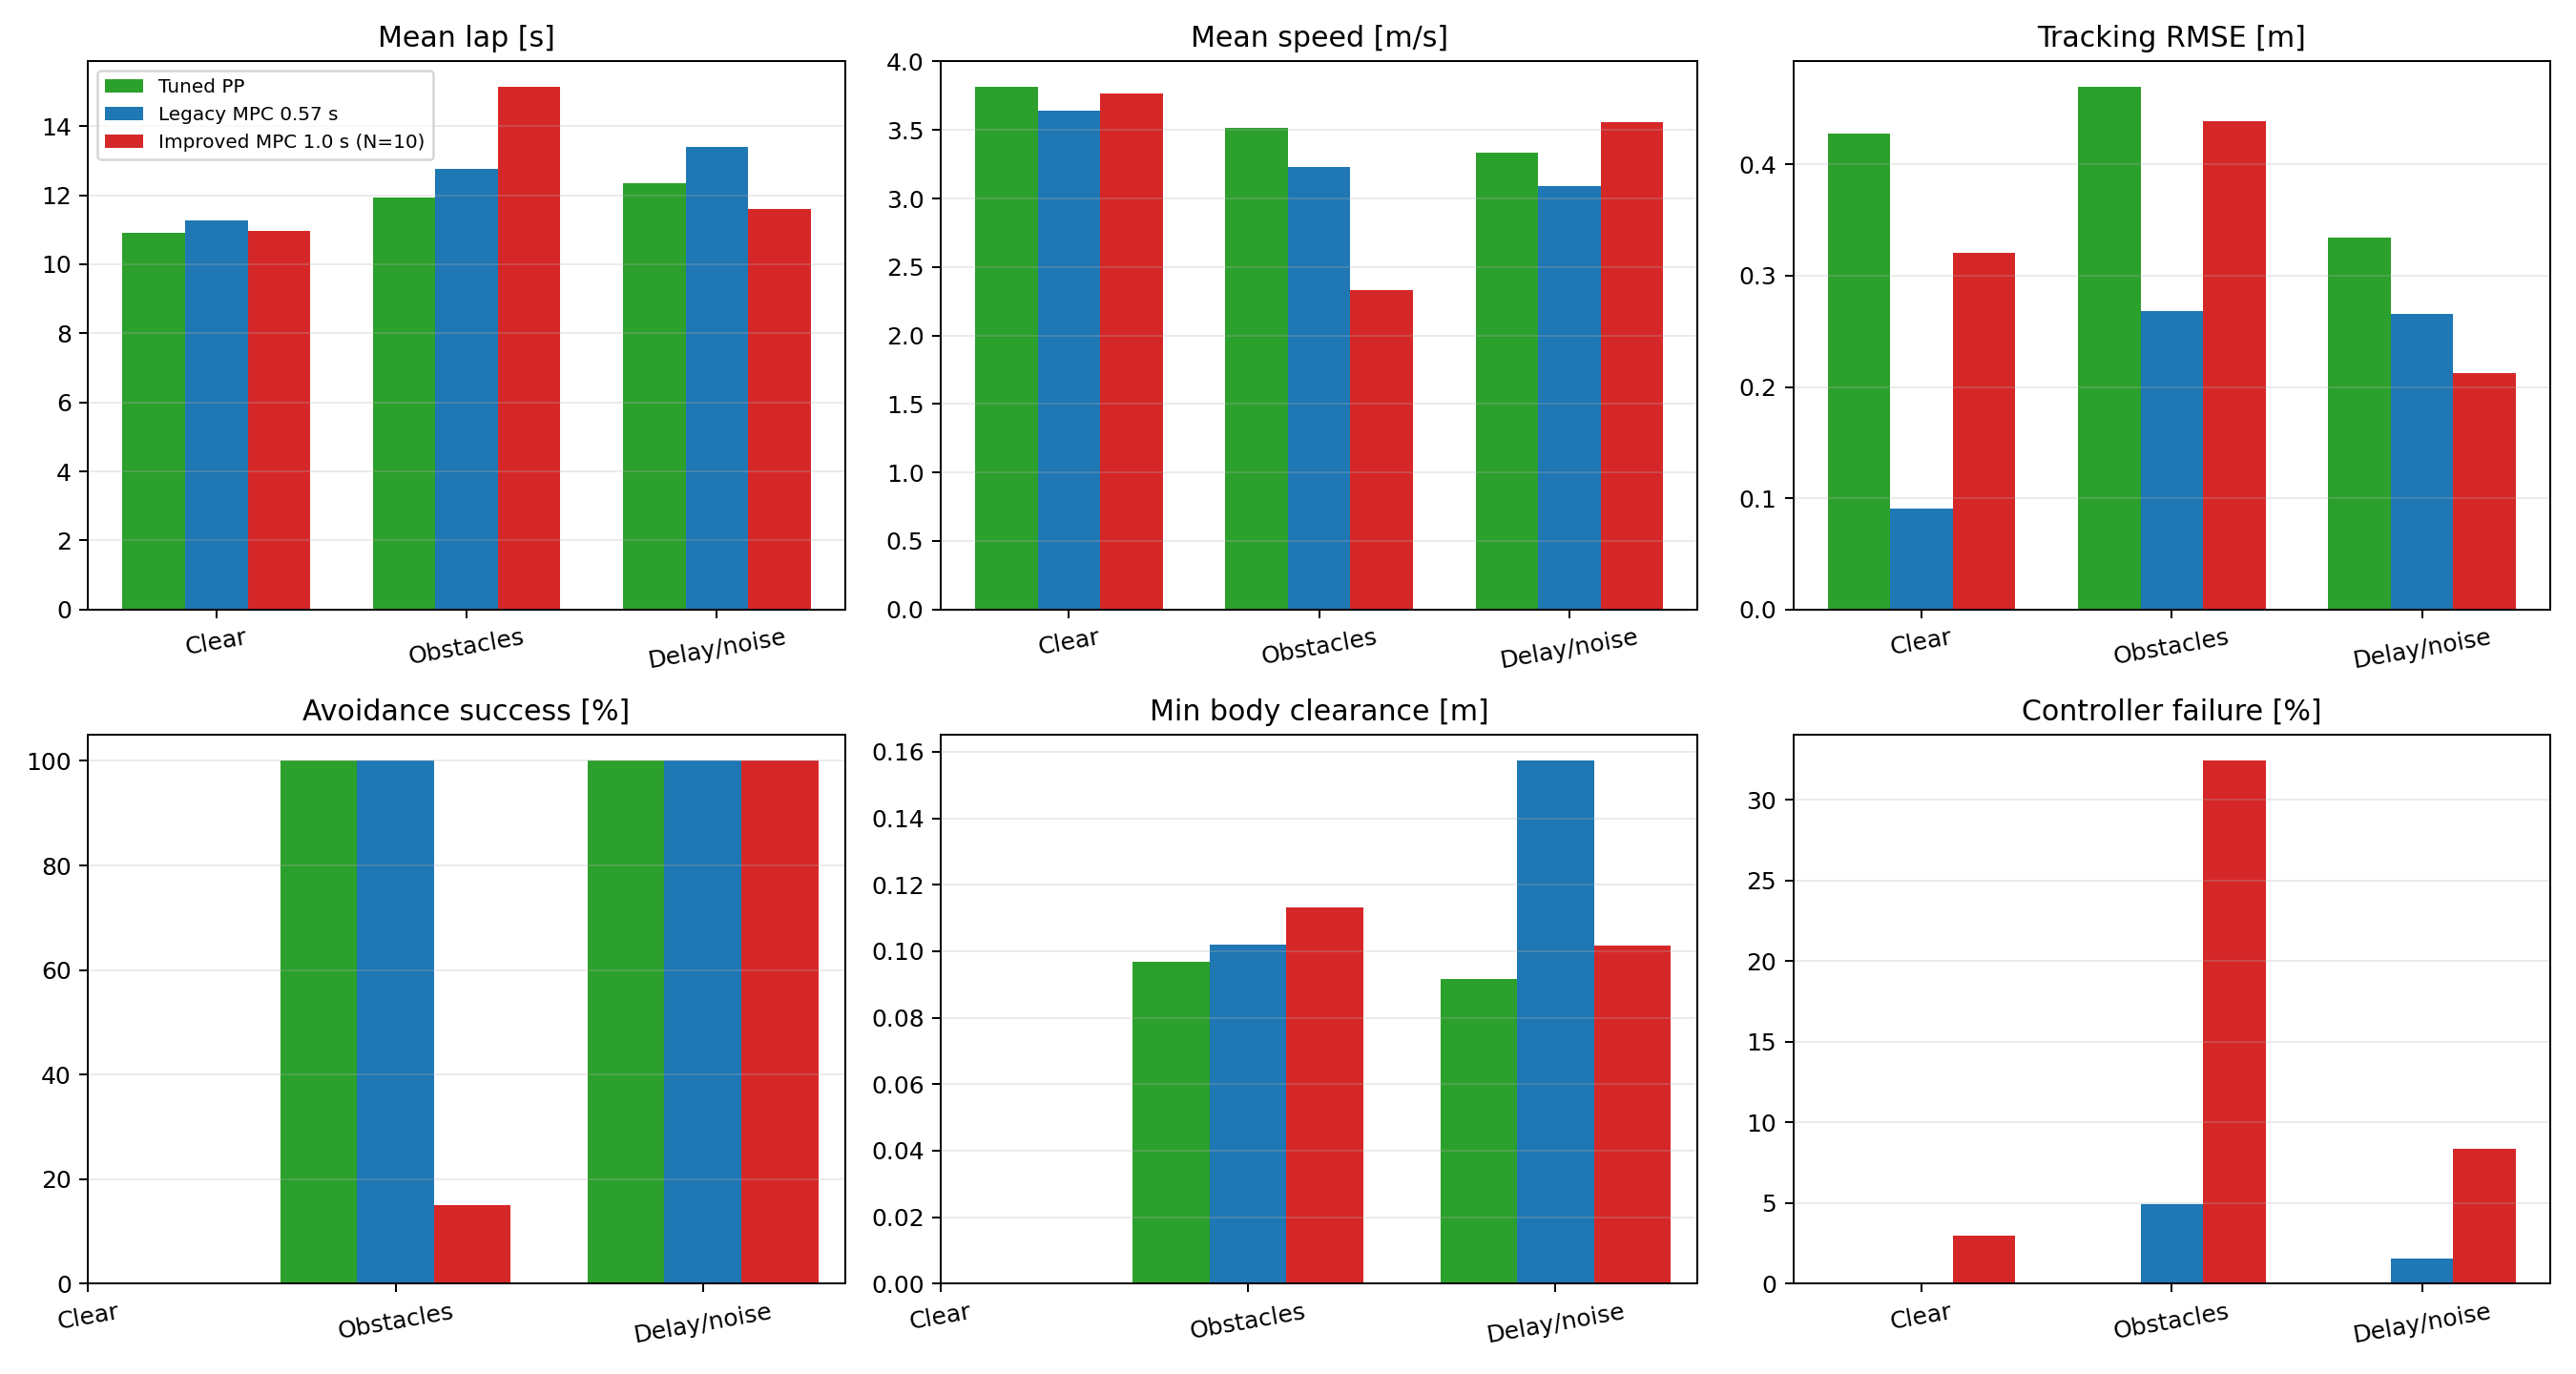 Mean lap [s]
Tuned PP
Legacy MPC 0.57 s
Improved MPC 1.0 s (N=10)
14
12
10
8
6
4
2
0
Clear
Obstacles
Delay/noise
Mean speed [m/s]
4.0
3.5
3.0
2.5
2.0
1.5
1.0
0.5
0.0
Clear
Obstacles
Delay/noise
Tracking RMSE [m]
0.4
0.3
0.2
0.1
0.0
Clear
Obstacles
Delay/noise
Avoidance success [%]
100
80
60
40
20
0
Clear
Obstacles
Delay/noise
Min body clearance [m]
0.16
0.14
0.12
0.10
0.08
0.06
0.04
0.02
0.00
Clear
Obstacles
Delay/noise
Controller failure [%]
30
25
20
15
10
5
0
Clear
Obstacles
Delay/noise